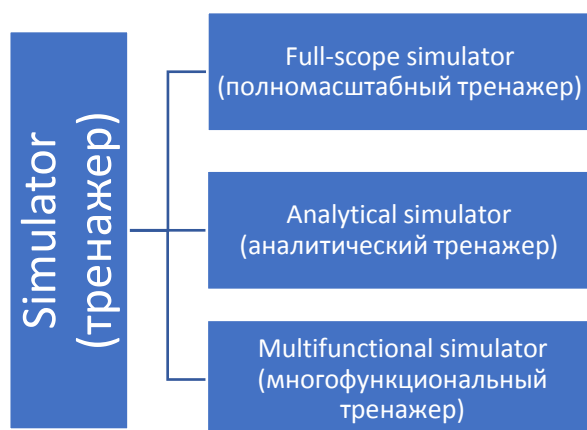 Simulator
(тренажер)
Full-scope simulator
(полномасштабный тренажер)
Analytical simulator
(аналитический тренажер)
Multifunctional simulator
(многофункциональный
тренажер)